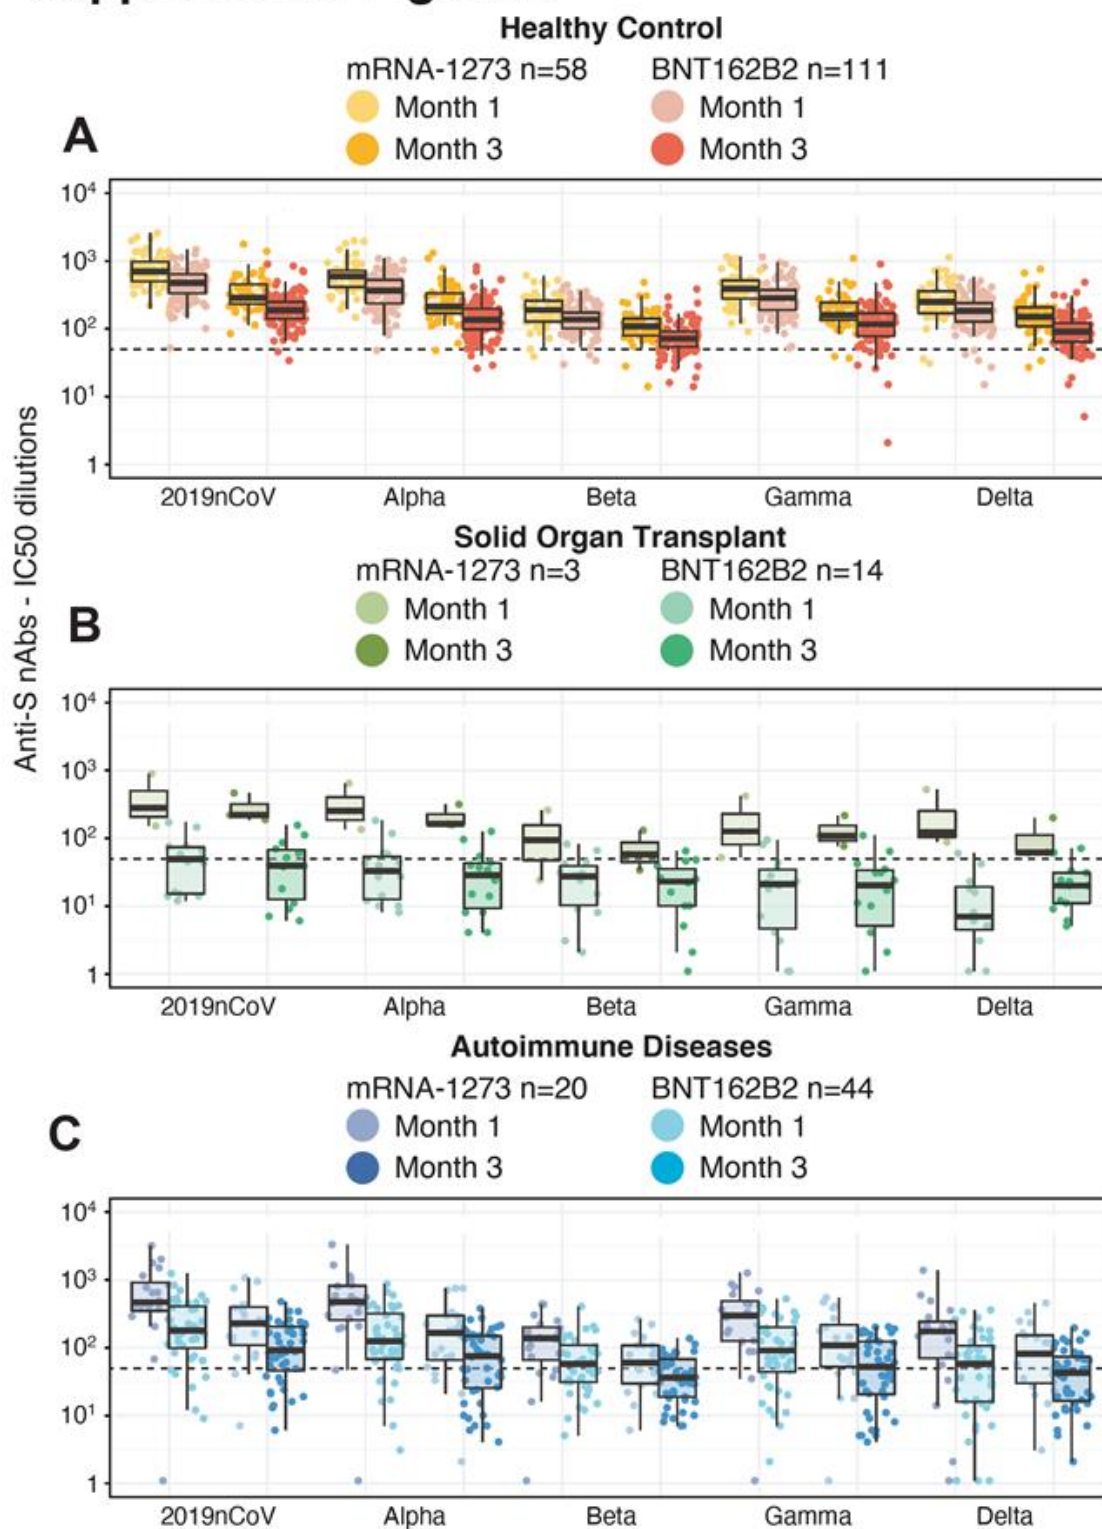 Healthy Control
mRNA-1273 n=58 BNT162B2 n=111
Month 1 Month 1
Month 3 Month 3
A
10⁴
10³
10²
10¹
1
2019nCoV Alpha Beta Gamma Delta
Anti-S nAbs - IC50 dilutions
Solid Organ Transplant
mRNA-1273 n=3 BNT162B2 n=14
Month 1 Month 1
Month 3 Month 3
B
10⁴
10³
10²
10¹
1
2019nCoV Alpha Beta Gamma Delta
Autoimmune Diseases
mRNA-1273 n=20 BNT162B2 n=44
Month 1 Month 1
Month 3 Month 3
C
10⁴
10³
10²
10¹
1
2019nCoV Alpha Beta Gamma Delta